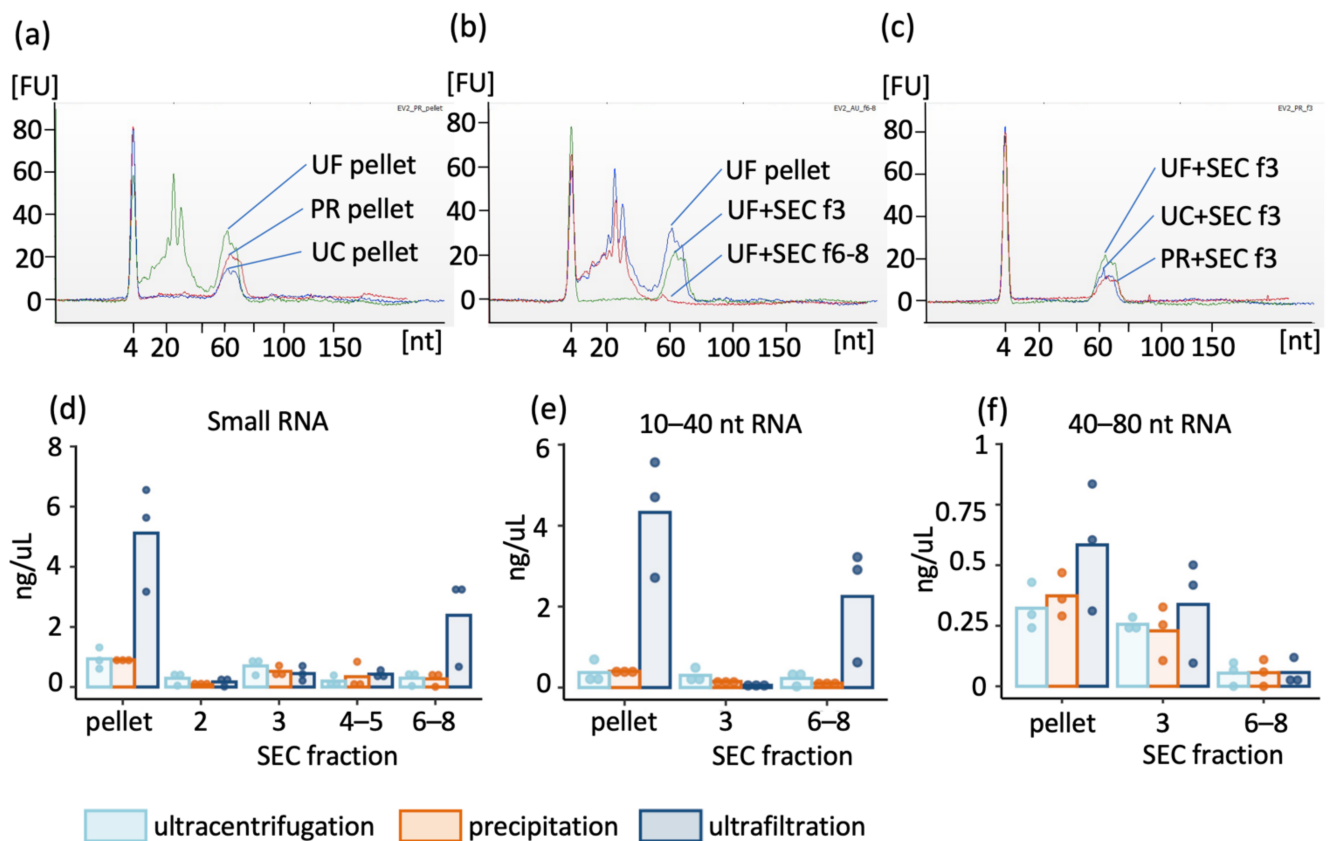 (a)
[FU]
EV2_PR_pellet
80
60
40
20
0
UF pellet
PR pellet
UC pellet
4 20 60 100 150 [nt]
(b)
[FU]
EV2_AU_f6-8
80
60
40
20
0
UF pellet
UF+SEC f3
UF+SEC f6-8
4 20 60 100 150 [nt]
(c)
[FU]
EV2_PR_f3
80
60
40
20
0
UF+SEC f3
UC+SEC f3
PR+SEC f3
4 20 60 100 150 [nt]
(d)
Small RNA
8
6
4
2
0
ng/uL
pellet 2 3 4–5 6–8
SEC fraction
(e)
10–40 nt RNA
6
4
2
0
ng/uL
pellet 3 6–8
SEC fraction
(f)
40–80 nt RNA
1
0.75
0.5
0.25
0
ng/uL
pellet 3 6–8
SEC fraction
ultracentrifugation precipitation ultrafiltration